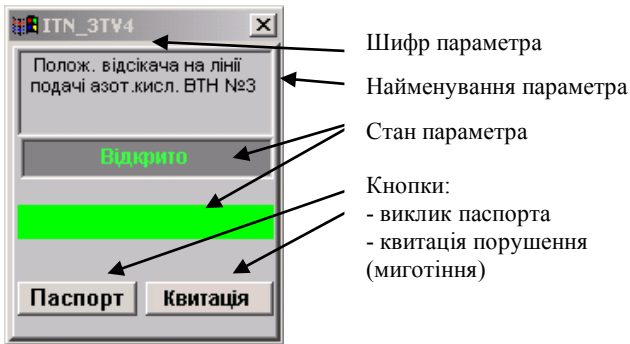 ITN_3TV4
Полож. відсікача на лінії
подачі азот.кисл. ВТН №3
Відкрито
Паспорт
Квитація
Шифр параметра
Найменування параметра
Стан параметра
Кнопки:
- виклик паспорта
- квитація порушення
(миготіння)